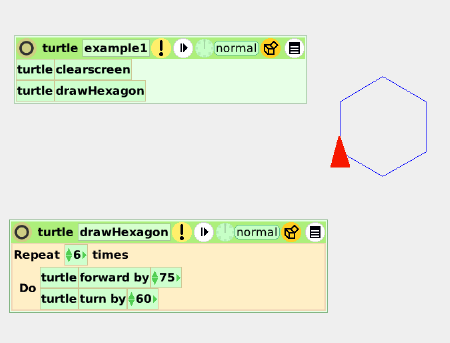 turtle example1 ! normal
turtle clearscreen
turtle drawHexagon
turtle drawHexagon ! normal
Repeat 6 times
Do turtle forward by 75
turtle turn by 60